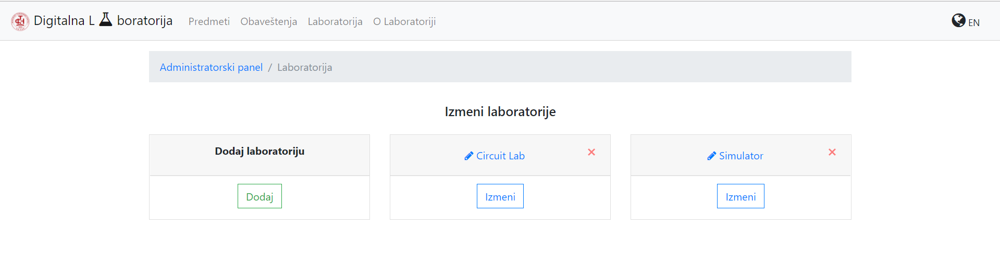 Digitalna L boratorija Predmeti Obaveštenja Laboratorija O Laboratoriji EN
Administratorski panel / Laboratorija
Izmeni laboratorije
Dodaj laboratoriju
Dodaj
Circuit Lab
Izmeni
Simulator
Izmeni